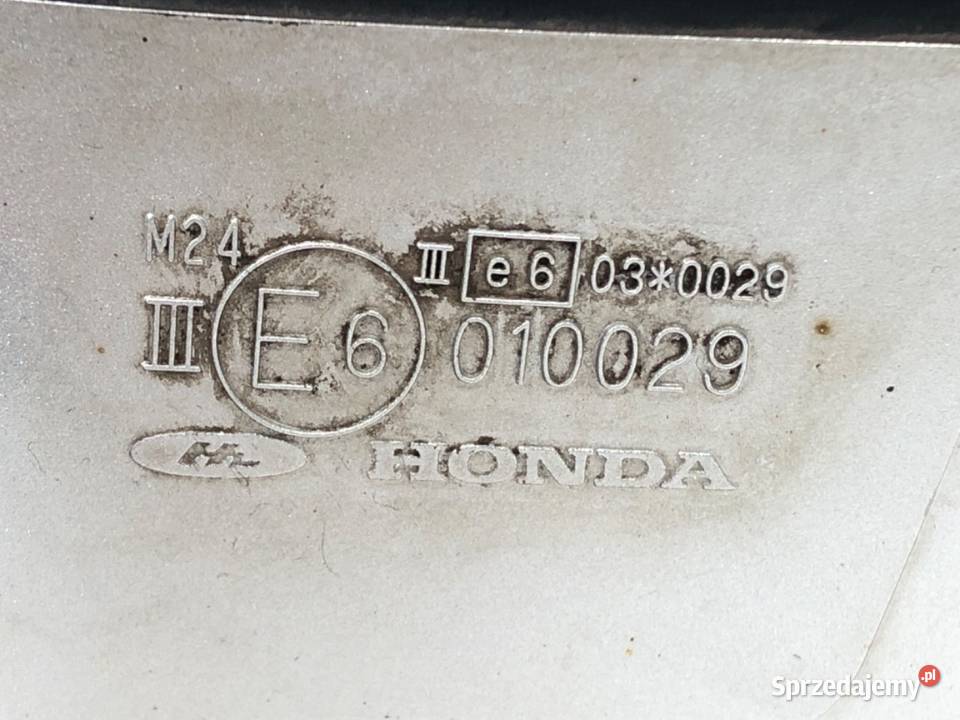 M24
III e6 03*0029
III E6 010029
HONDA
Sprzedajemy.pl